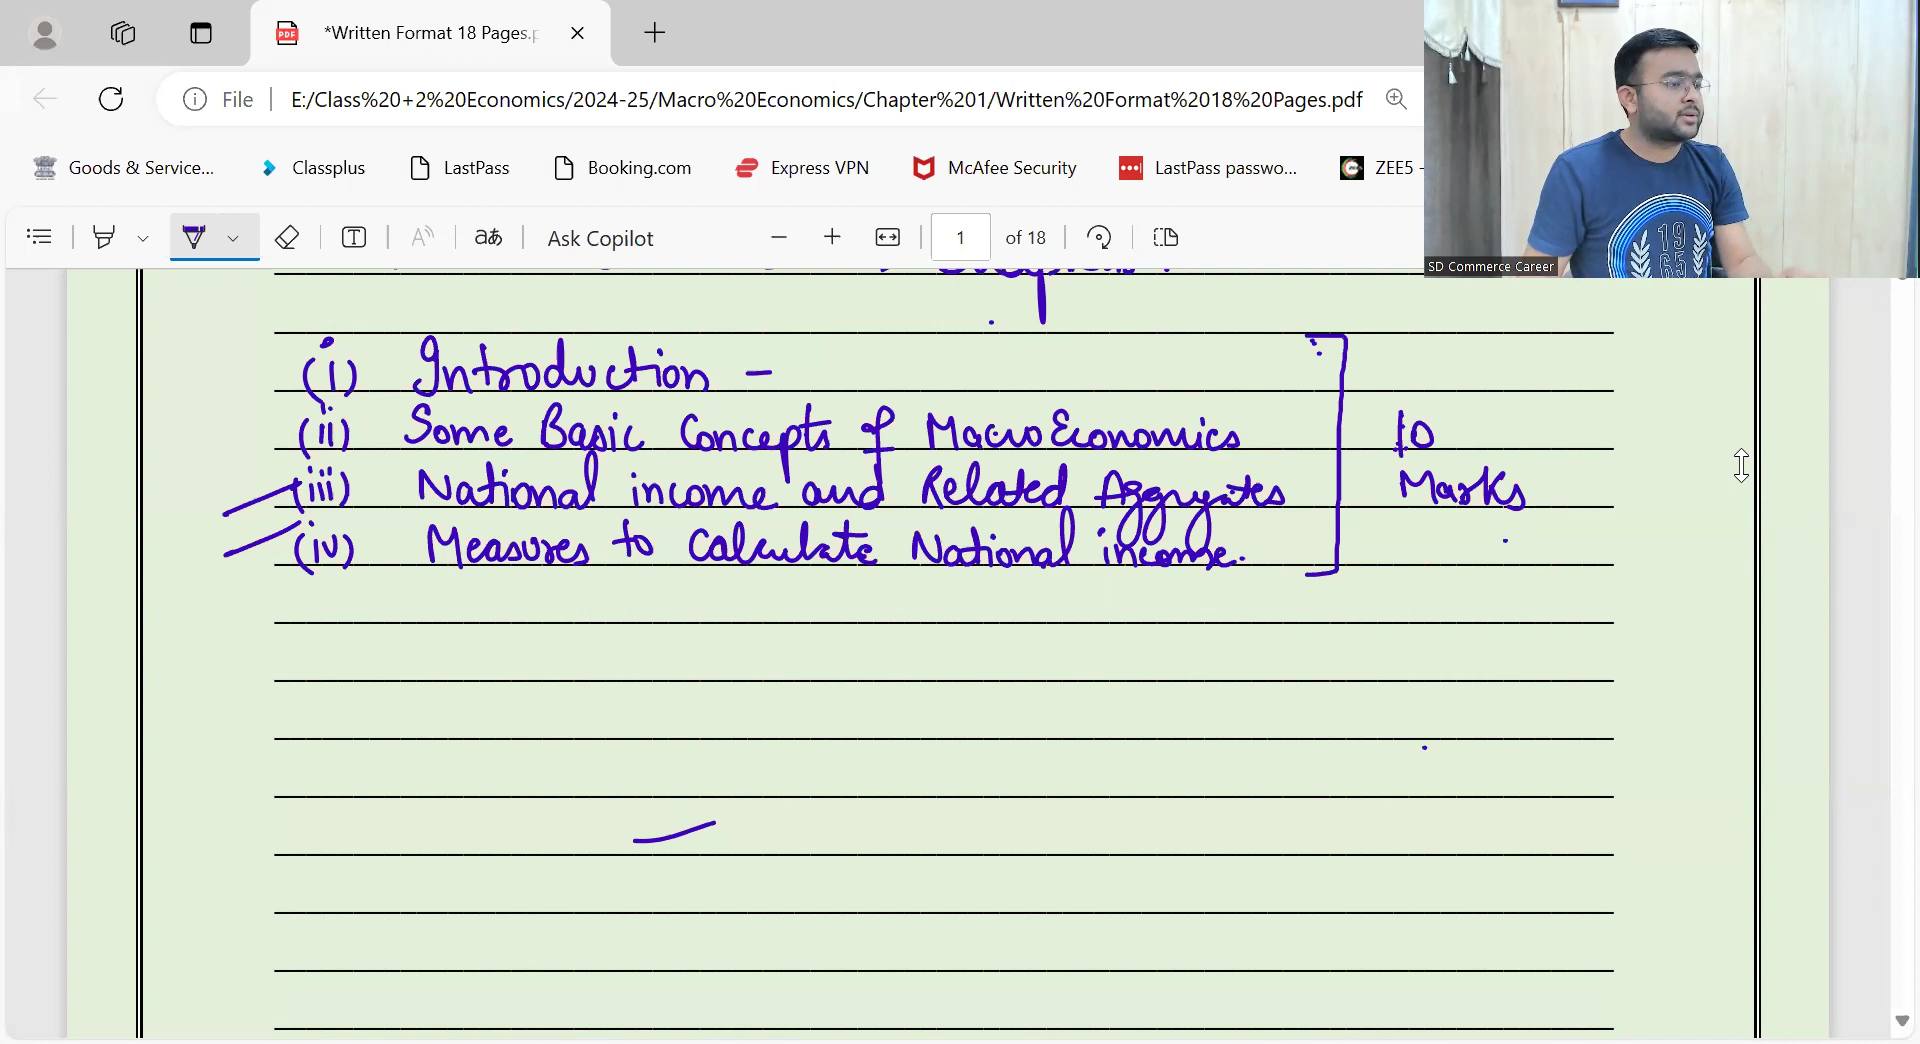 *Written Format 18 Pages.p
File
E:/Class%20+2%20Economics/2024-25/Macro%20Economics/Chapter%201/Written%20Format%2018%20Pages.pdf
Goods & Service... Classplus LastPass Booking.com Express VPN McAfee Security LastPass passwo... ZEE5 -
Ask Copilot 1 of 18
SD Commerce Career
(i) Introduction -
(ii) Some Basic Concepts of Macro Economics
(iii) National income and Related Aggregates
(iv) Measures to Calculate National income.
10
Marks